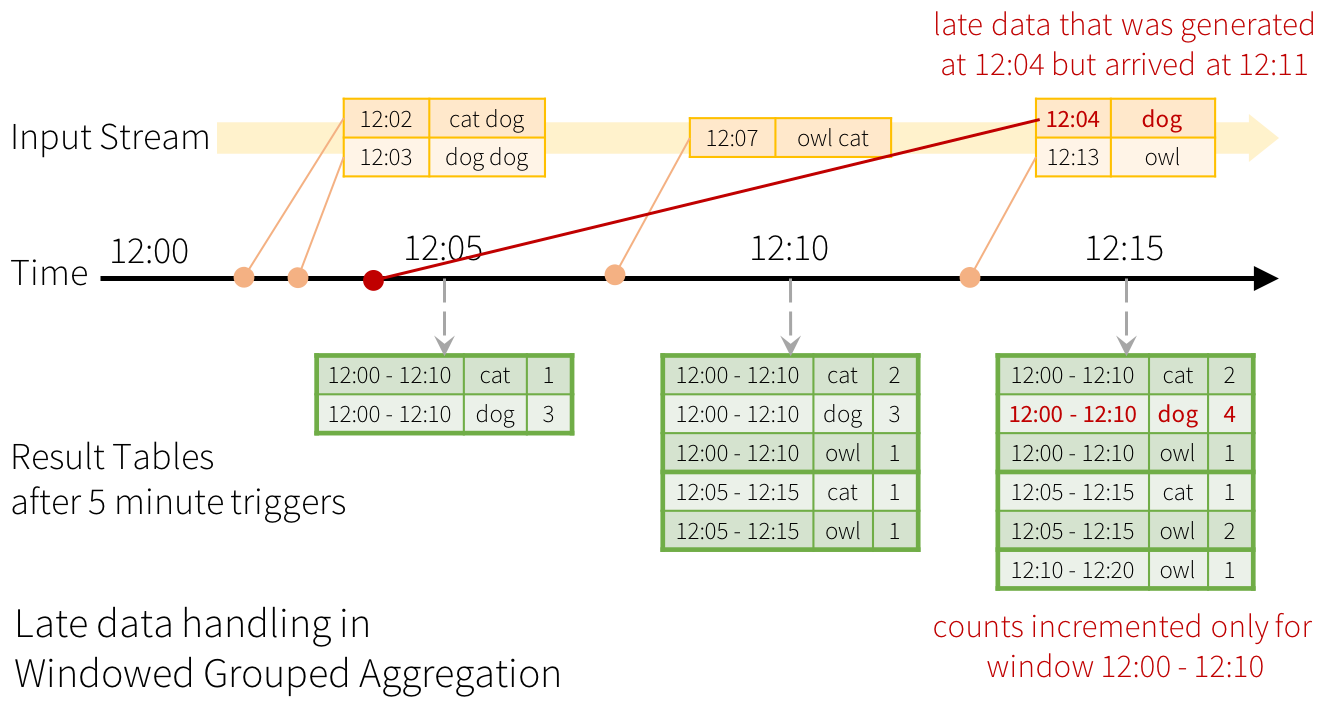 late data that was generated
at 12:04 but arrived at 12:11
Input Stream
12:02 cat dog
12:03 dog dog
12:07 owl cat
12:04 dog
12:13 owl
12:00 12:05 12:10 12:15
Time
12:00 - 12:10 cat 1
12:00 - 12:10 dog 3
12:00 - 12:10 cat 2
12:00 - 12:10 dog 3
12:00 - 12:10 owl 1
12:05 - 12:15 cat 1
12:05 - 12:15 owl 1
12:00 - 12:10 cat 2
12:00 - 12:10 dog 4
12:00 - 12:10 owl 1
12:05 - 12:15 cat 1
12:05 - 12:15 owl 2
12:10 - 12:20 owl 1
Result Tables
after 5 minute triggers
Late data handling in
Windowed Grouped Aggregation
counts incremented only for
window 12:00 - 12:10